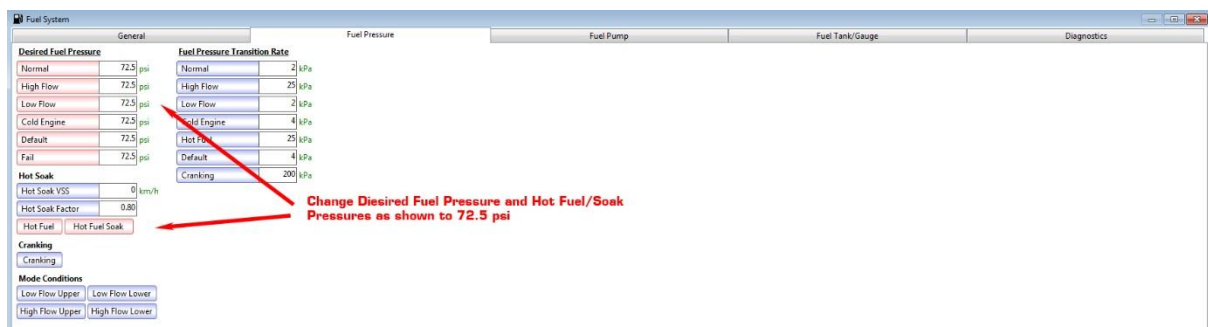 Fuel System
General Fuel Pressure Fuel Pump Fuel Tank/Gauge Diagnostics
Desired Fuel Pressure Fuel Pressure Transition Rate
Normal 72.5 psi Normal 2 kPa
High Flow 72.5 psi High Flow 25 kPa
Low Flow 72.5 psi Low Flow 2 kPa
Cold Engine 72.5 psi Cold Engine 4 kPa
Default 72.5 psi Hot Fuel 25 kPa
Fail 72.5 psi Default 4 kPa
Hot Soak Cranking 200 kPa
Hot Soak VSS 0 km/h
Hot Soak Factor 0.80
Change Diesired Fuel Pressure and Hot Fuel/Soak
Pressures as shown to 72.5 psi
Hot Fuel Hot Fuel Soak
Cranking
Cranking
Mode Conditions
Low Flow Upper Low Flow Lower
High Flow Upper High Flow Lower